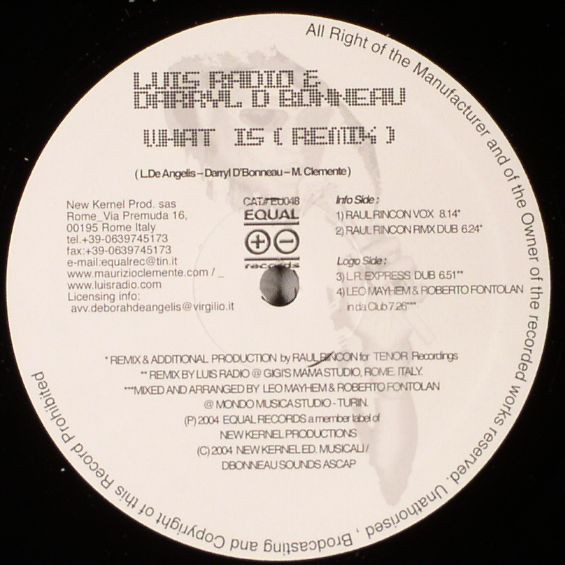 All Right of the Manufacturer and of the Owner of the recorded works reserved. Unathorised , Brodcasting and Copyright of this Record Prohibited
LUIS RADIO &
DARRYL D BONNEAU
WHAT IS ( REMIX )
( L.De Angelis – Darryl D'Bonneau – M. Clemente )
New Kernel Prod. sas
Rome_Via Premuda 16,
00195 Rome Italy
tel.+39-0639745173
fax:+39-0639745173
e-mail:equalrec@tin.it
www.maurizioclemente.com / _
www.luisradio.com
Licensing info:
avv.deborahdeangelis@virgilio.it
CAT.# EU048
EQUAL
records
Info Side :
1) RAUL RINCON VOX 8.14*
2) RAUL RINCON RMX DUB 6.24*
Logo Side :
3) L.R. EXPRESS DUB 6.51**
4) LEO MAYHEM & ROBERTO FONTOLAN
in da Club 7.26***
* REMIX & ADDITIONAL PRODUCTION by RAUL RINCON for TENOR Recordings
** REMIX BY LUIS RADIO @ GIGI'S MAMA STUDIO, ROME. ITALY.
***MIXED AND ARRANGED BY LEO MAYHEM & ROBERTO FONTOLAN
@ MONDO MUSICA STUDIO - TURIN.
(P) 2004 EQUAL RECORDS a member label of
NEW KERNEL PRODUCTIONS
(C) 2004 NEW KERNEL ED. MUSICALI /
DBONNEAU SOUNDS ASCAP